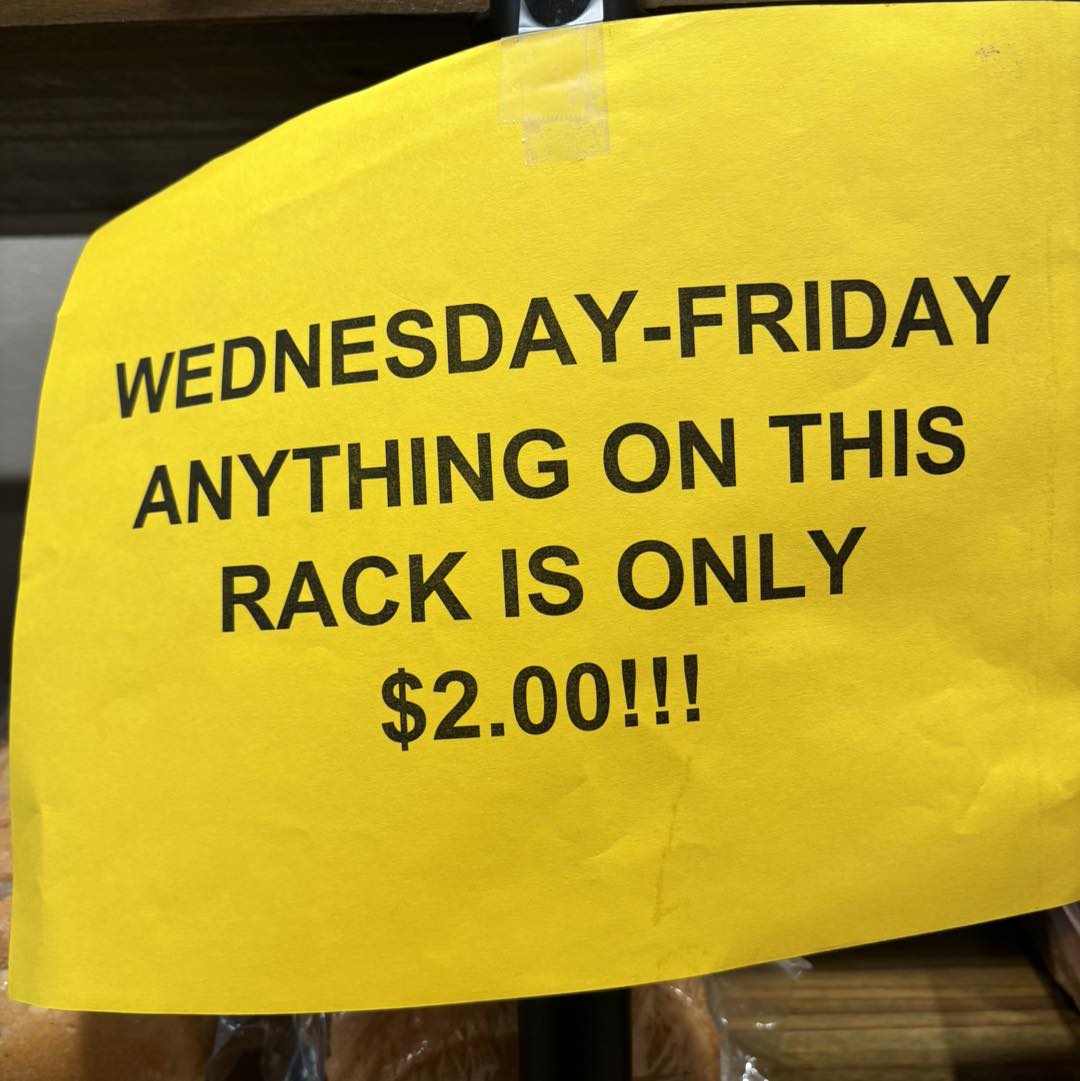 WEDNESDAY-FRIDAY
ANYTHING ON THIS
RACK IS ONLY
$2.00!!!